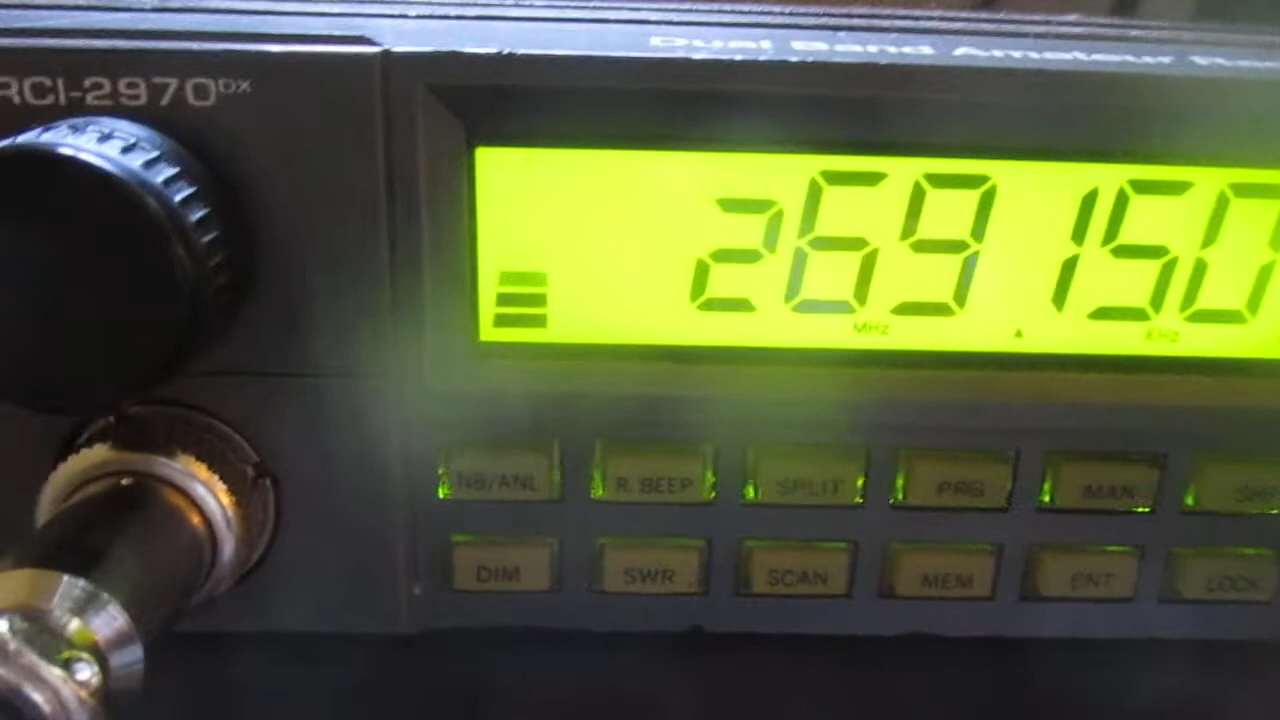 Dual Band Amateur
RCI-2970DX
269150
MHz KHz
NB/ANL R. BEEP SPLIT PRG MAN
DIM SWR SCAN MEM ENT LOCK